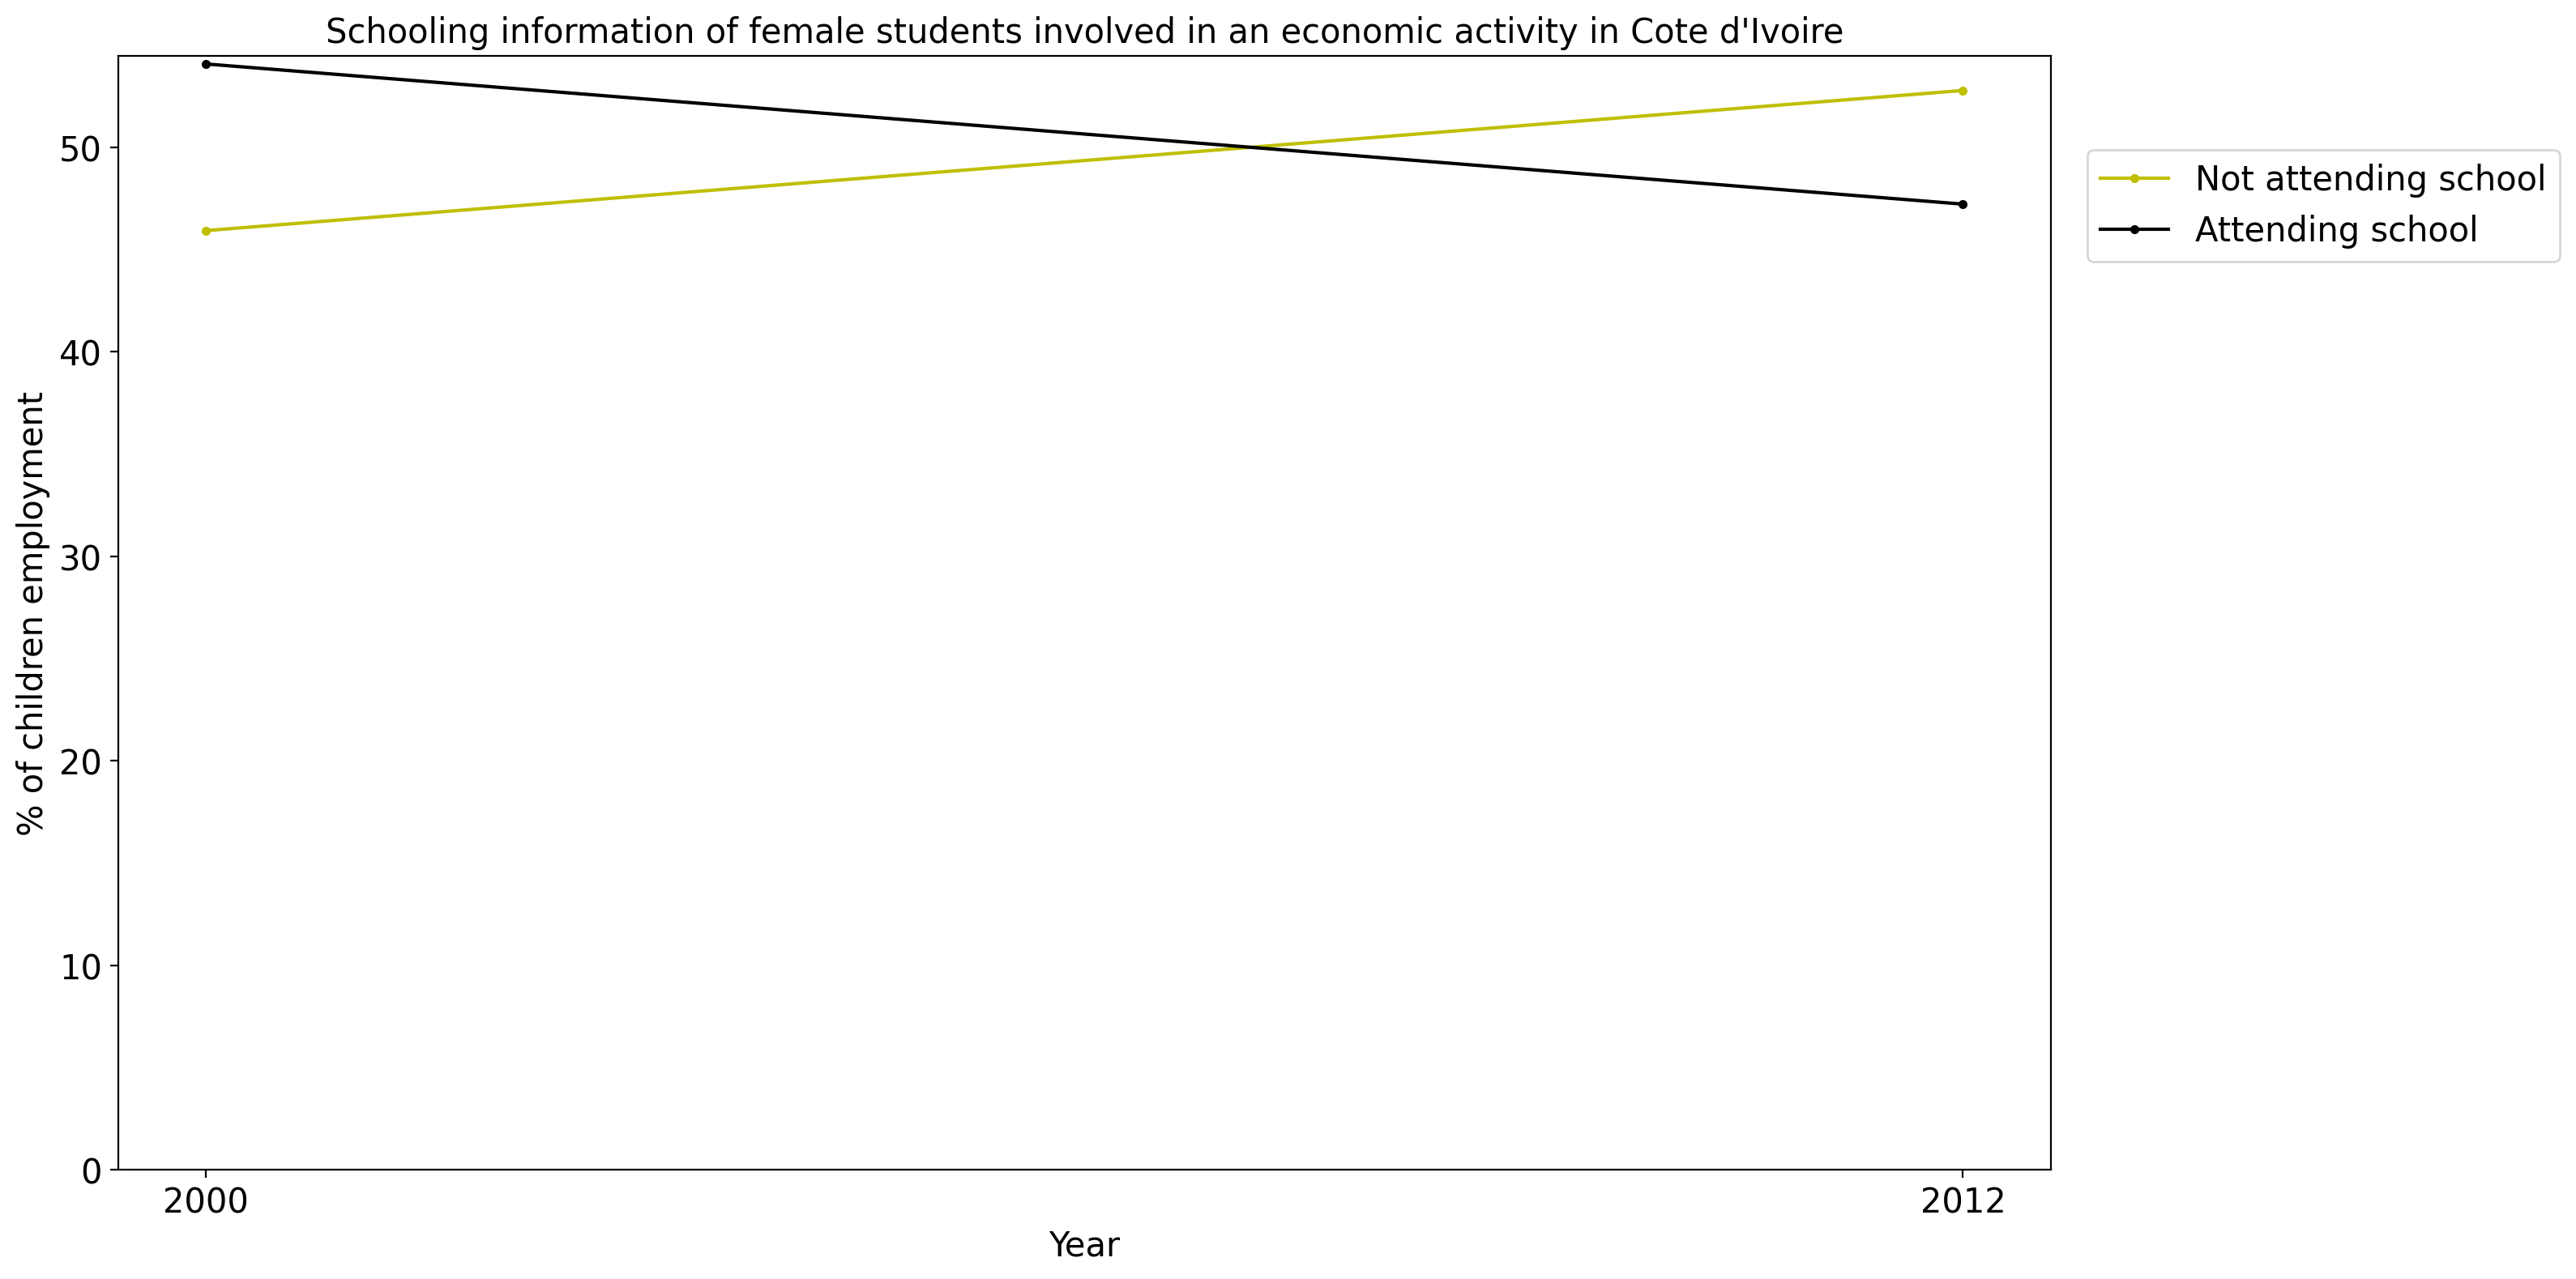 Schooling information of female students involved in an economic activity in Cote d'Ivoire
% of children employment
50
40
30
20
10
0
2000
2012
Year
Not attending school
Attending school